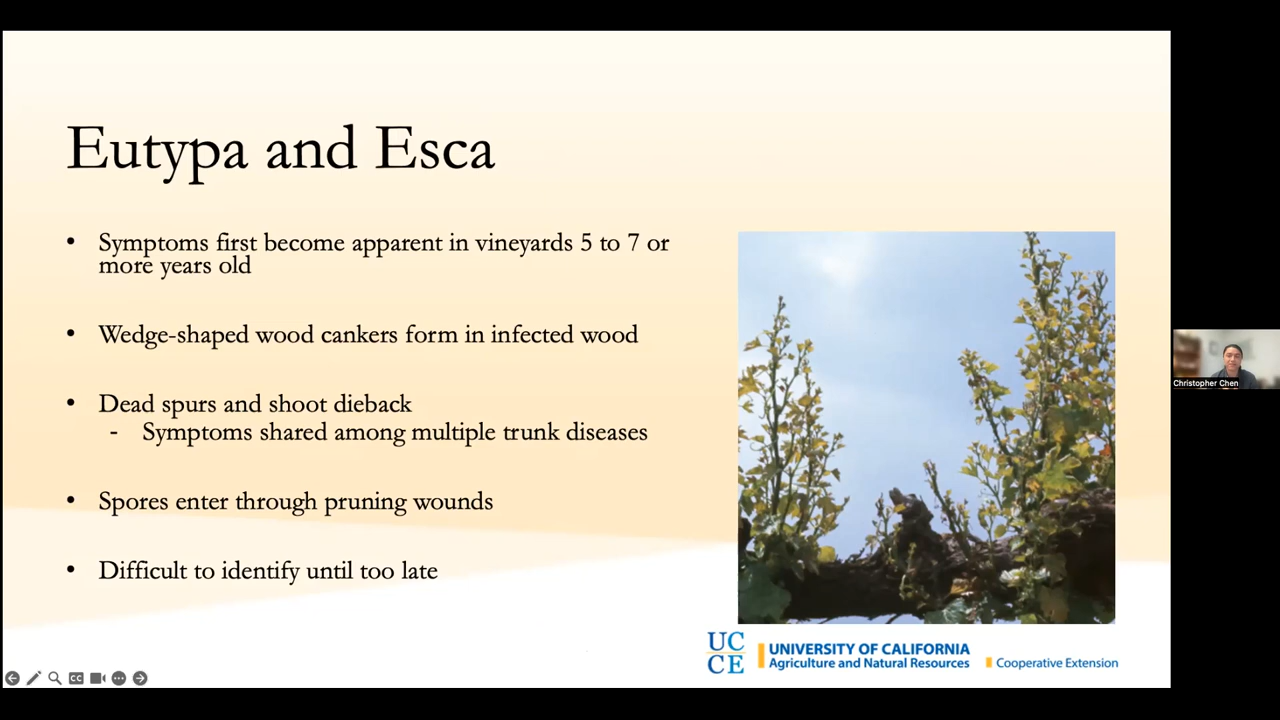 Eutypa and Esca
• Symptoms first become apparent in vineyards 5 to 7 or
more years old
• Wedge-shaped wood cankers form in infected wood
• Dead spurs and shoot dieback
- Symptoms shared among multiple trunk diseases
• Spores enter through pruning wounds
• Difficult to identify until too late
UC
CE
UNIVERSITY OF CALIFORNIA
Agriculture and Natural Resources
Cooperative Extension
Christopher Chen
CC